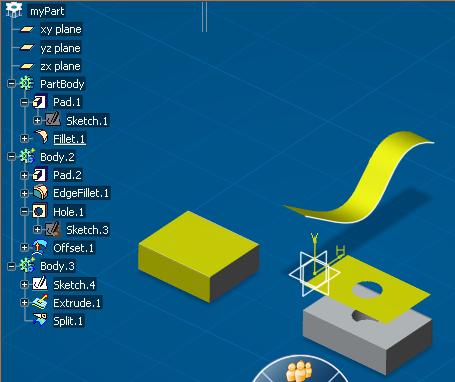 myPart
xy plane
yz plane
zx plane
PartBody
Pad.1
Sketch.1
Fillet.1
Body.2
Pad.2
EdgeFillet.1
Hole.1
Sketch.3
Offset.1
Body.3
Sketch.4
Extrude.1
Split.1
Y
H